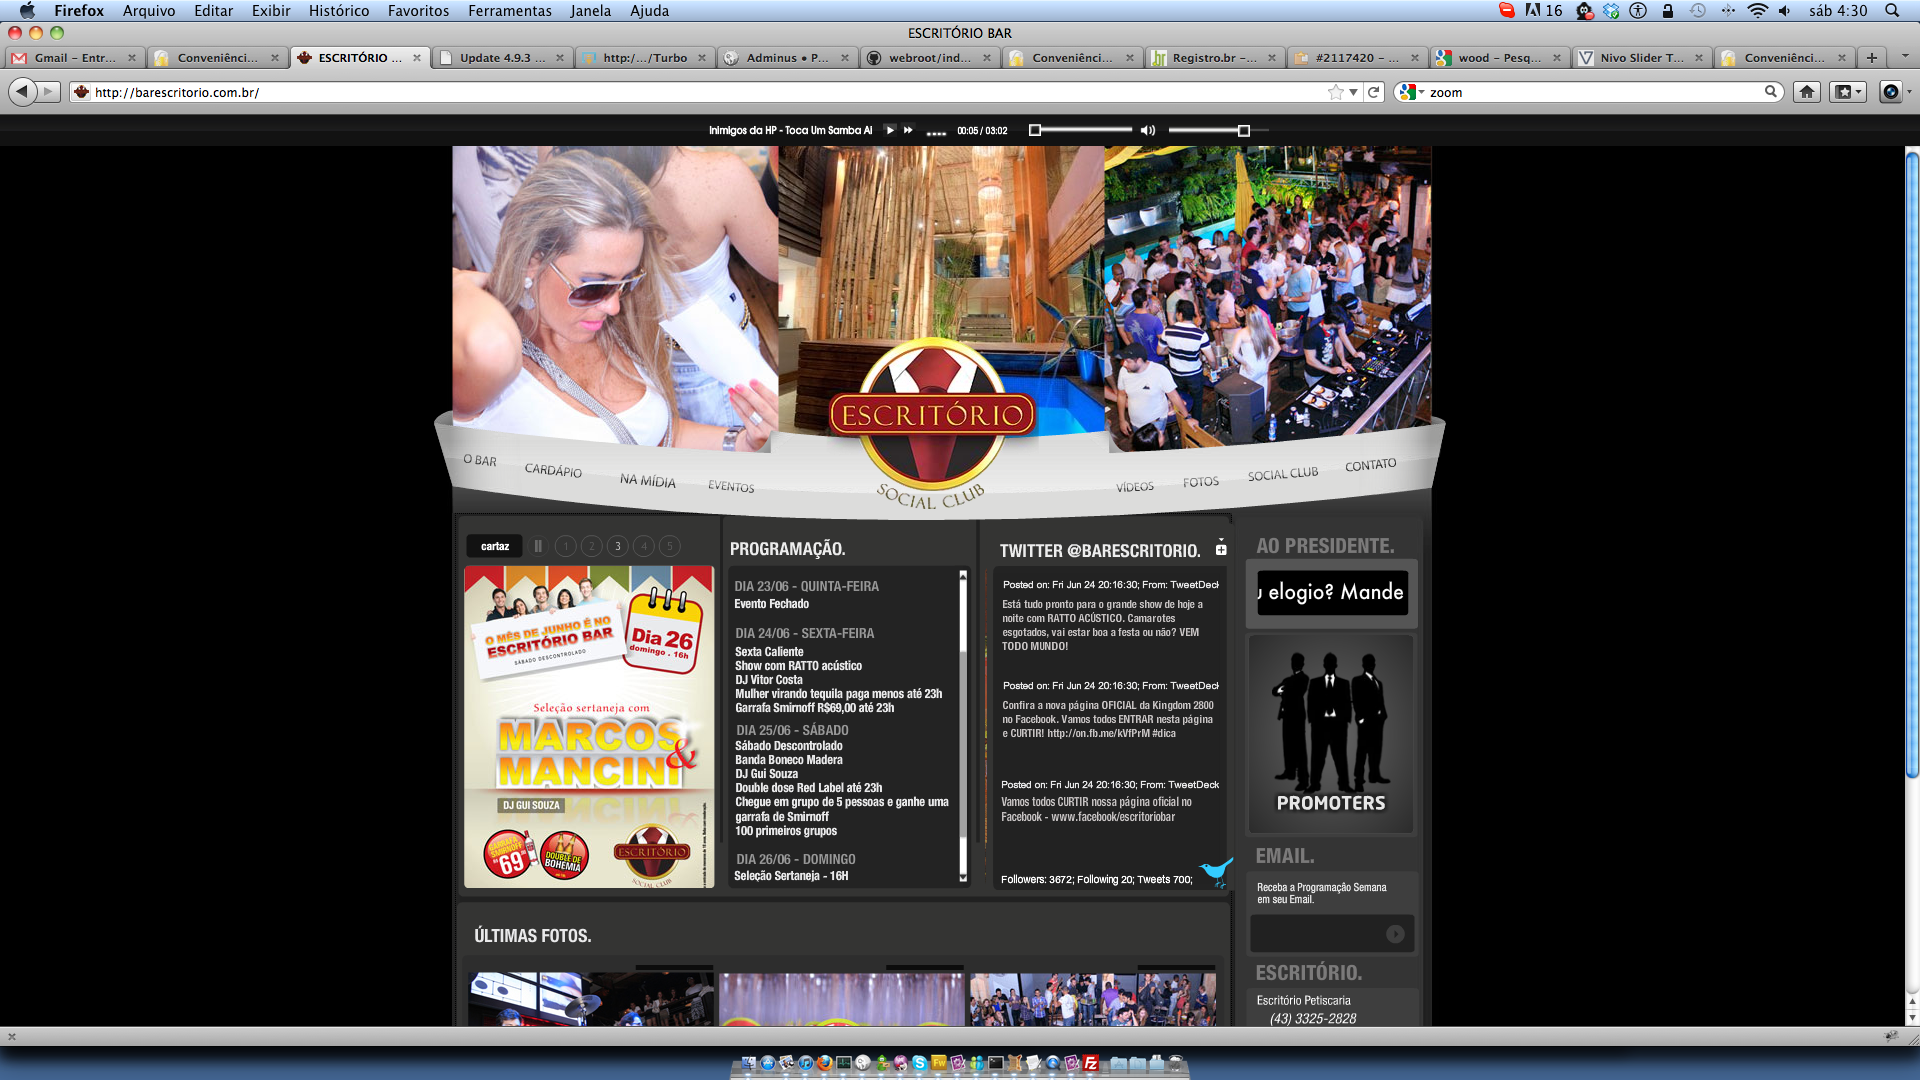 Firefox Arquivo Editar Exibir Histórico Favoritos Ferramentas Janela Ajuda 16 sáb 4:30
ESCRITÓRIO BAR
Gmail - Entr... Conveniênci... ESCRITÓRIO ... Update 4.9.3 ... http:/.../Turbo Adminus • P... webroot/ind... Conveniênci... Registro.br -... #2117420 - ... wood - Pesq... Nivo Slider T... Conveniênci...
http://barescritorio.com.br/ zoom
Inimigos da HP - Toca Um Samba Aí 00:05 / 03:02
ESCRITÓRIO
SOCIAL CLUB
O BAR CARDÁPIO NA MÍDIA EVENTOS VÍDEOS FOTOS SOCIAL CLUB CONTATO
cartaz 1 2 3 4 5
O MÊS DE JUNHO É NO
ESCRITÓRIO BAR
SÁBADO DESCONTROLADO
Dia 26
domingo . 16h
Seleção sertaneja com
MARCOS
&
MANCINI
DJ GUI SOUZA
GARRAFA
SMIRNOFF
R$69
DOUBLE DE
BOHEMIA
ESCRITÓRIO
SOCIAL CLUB
PROGRAMAÇÃO.
DIA 23/06 - QUINTA-FEIRA
Evento Fechado
DIA 24/06 - SEXTA-FEIRA
Sexta Caliente
Show com RATTO acústico
DJ Vitor Costa
Mulher virando tequila paga menos até 23h
Garrafa Smirnoff R$69,00 até 23h
DIA 25/06 - SÁBADO
Sábado Descontrolado
Banda Boneco Madera
DJ Gui Souza
Double dose Red Label até 23h
Chegue em grupo de 5 pessoas e ganhe uma
garrafa de Smirnoff
100 primeiros grupos
DIA 26/06 - DOMINGO
Seleção Sertaneja - 16H
TWITTER @BARESCRITORIO.
Posted on: Fri Jun 24 20:16:30; From: TweetDeck
Está tudo pronto para o grande show de hoje a
noite com RATTO ACÚSTICO. Camarotes
esgotados, vai estar boa a festa ou não? VEM
TODO MUNDO!
Posted on: Fri Jun 24 20:16:30; From: TweetDeck
Confira a nova página OFICIAL da Kingdom 2800
no Facebook. Vamos todos ENTRAR nesta página
e CURTIR! http://on.fb.me/kVfPrM #dica
Posted on: Fri Jun 24 20:16:30; From: TweetDeck
Vamos todos CURTIR nossa página oficial no
Facebook - www.facebook/escritoriobar
Followers: 3672; Following 20; Tweets 700;
AO PRESIDENTE.
u elogio? Mande
PROMOTERS
EMAIL.
Receba a Programação Semana
em seu Email.
ESCRITÓRIO.
Escritório Petiscaria
(43) 3325-2828
ÚLTIMAS FOTOS.